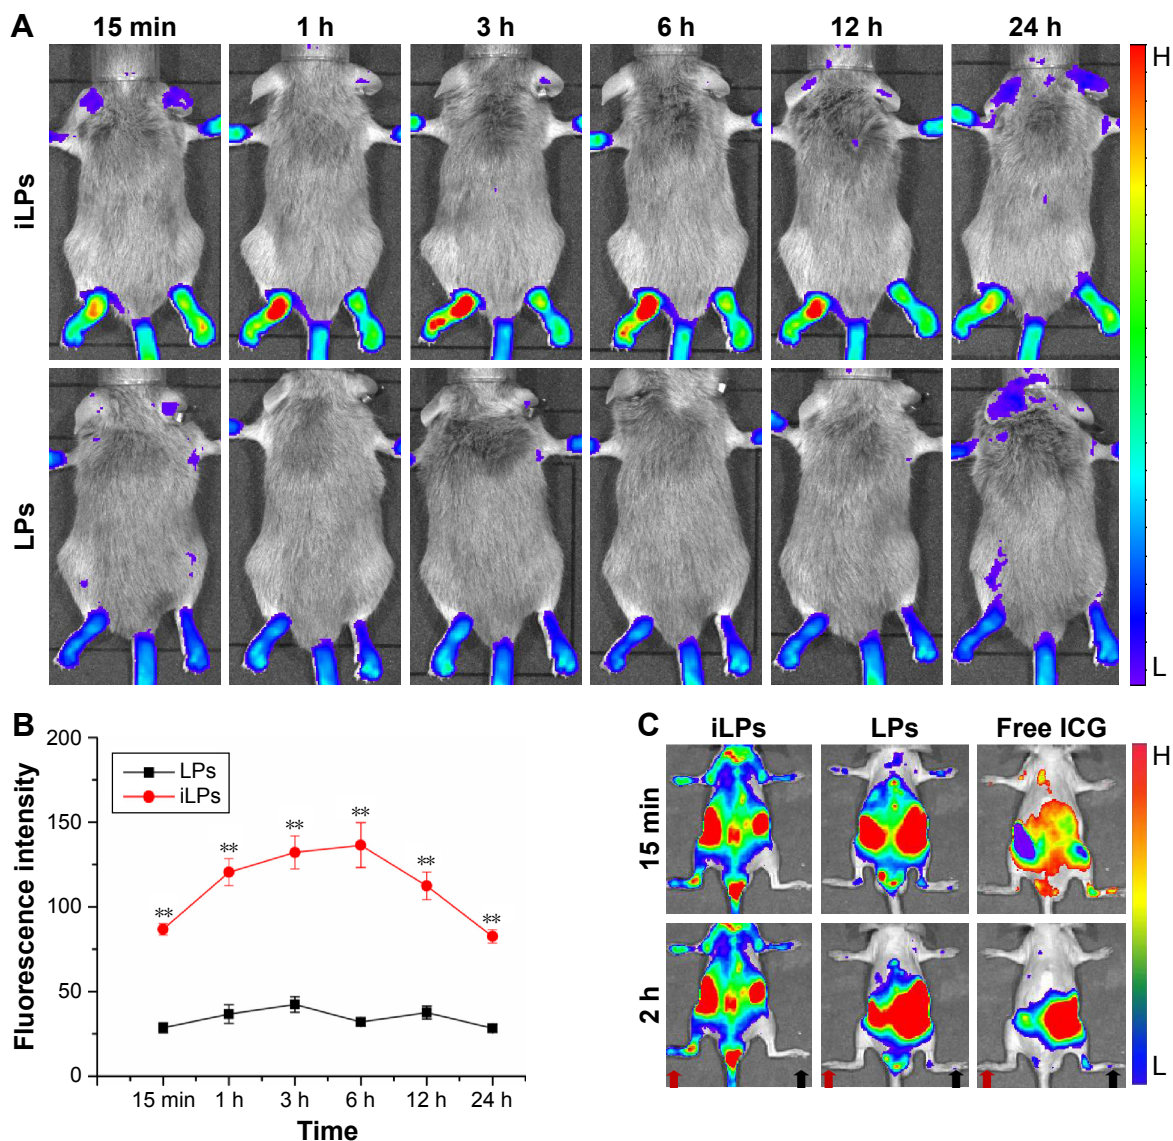 A
15 min 1 h 3 h 6 h 12 h 24 h
iLPs
H
LPs
L
B
200
150
100
50
0
Fluorescence intensity
LPs
iLPs
** ** ** ** ** **
15 min 1 h 3 h 6 h 12 h 24 h
Time
C
iLPs LPs Free ICG
15 min
H
2 h
L